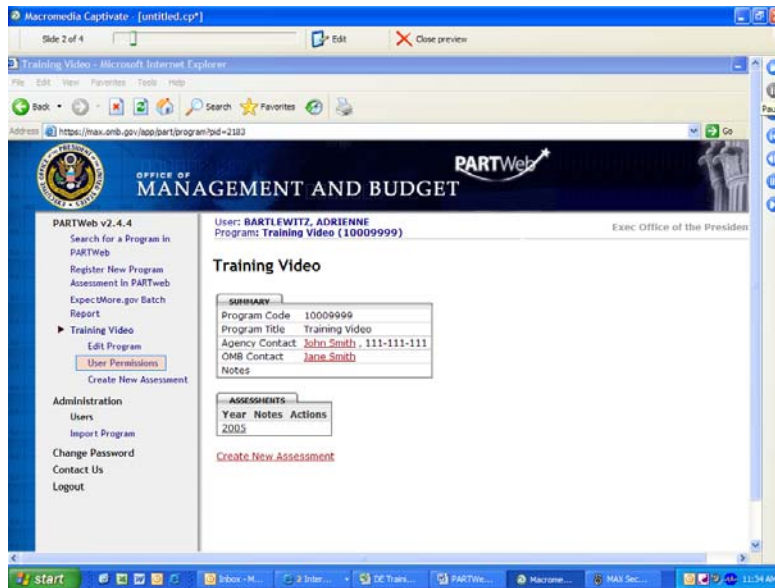 Macromedia Captivate - [untitled.cp*]
Slide 2 of 4 Edit Close preview
Training Video - Microsoft Internet Explorer
File Edit View Favorites Tools Help
Back Search Favorites
Address https://max.omb.gov/app/part/program?pid=2183 Go
OFFICE OF
MANAGEMENT AND BUDGET
PARTWeb
PARTWeb v2.4.4
Search for a Program in
PARTWeb
Register New Program
Assessment in PARTweb
ExpectMore.gov Batch
Report
Training Video
Edit Program
User Permissions
Create New Assessment
Administration
Users
Import Program
Change Password
Contact Us
Logout
User: BARTLEWITZ, ADRIENNE
Program: Training Video (10009999)
Exec Office of the Presiden
Training Video
SUMMARY
Program Code 10009999
Program Title Training Video
Agency Contact John Smith , 111-111-111
OMB Contact Jane Smith
Notes
ASSESSMENTS
Year Notes Actions
2005
Create New Assessment
start Inbox - M... 2 Inter... DE Traini... PARTWe... Macrome... MAX Sec... 11:54 AM